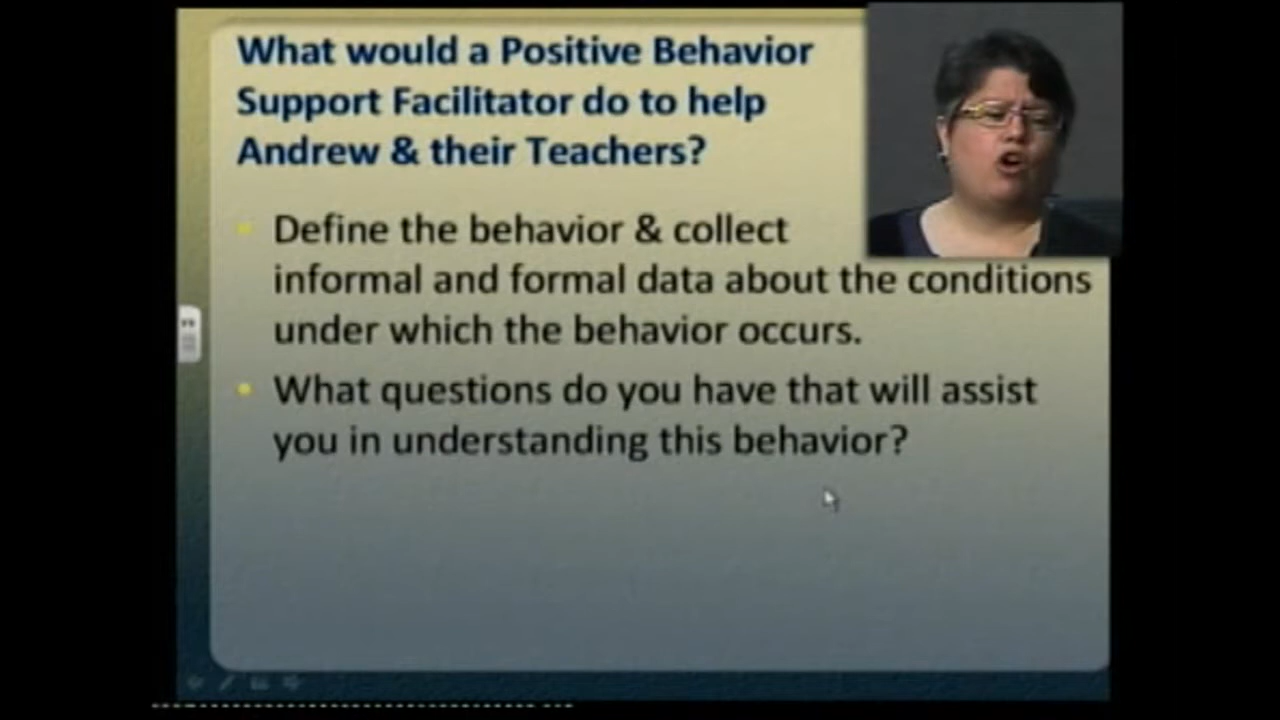 What would a Positive Behavior
Support Facilitator do to help
Andrew & their Teachers?
Define the behavior & collect
informal and formal data about the conditions
under which the behavior occurs.
What questions do you have that will assist
you in understanding this behavior?